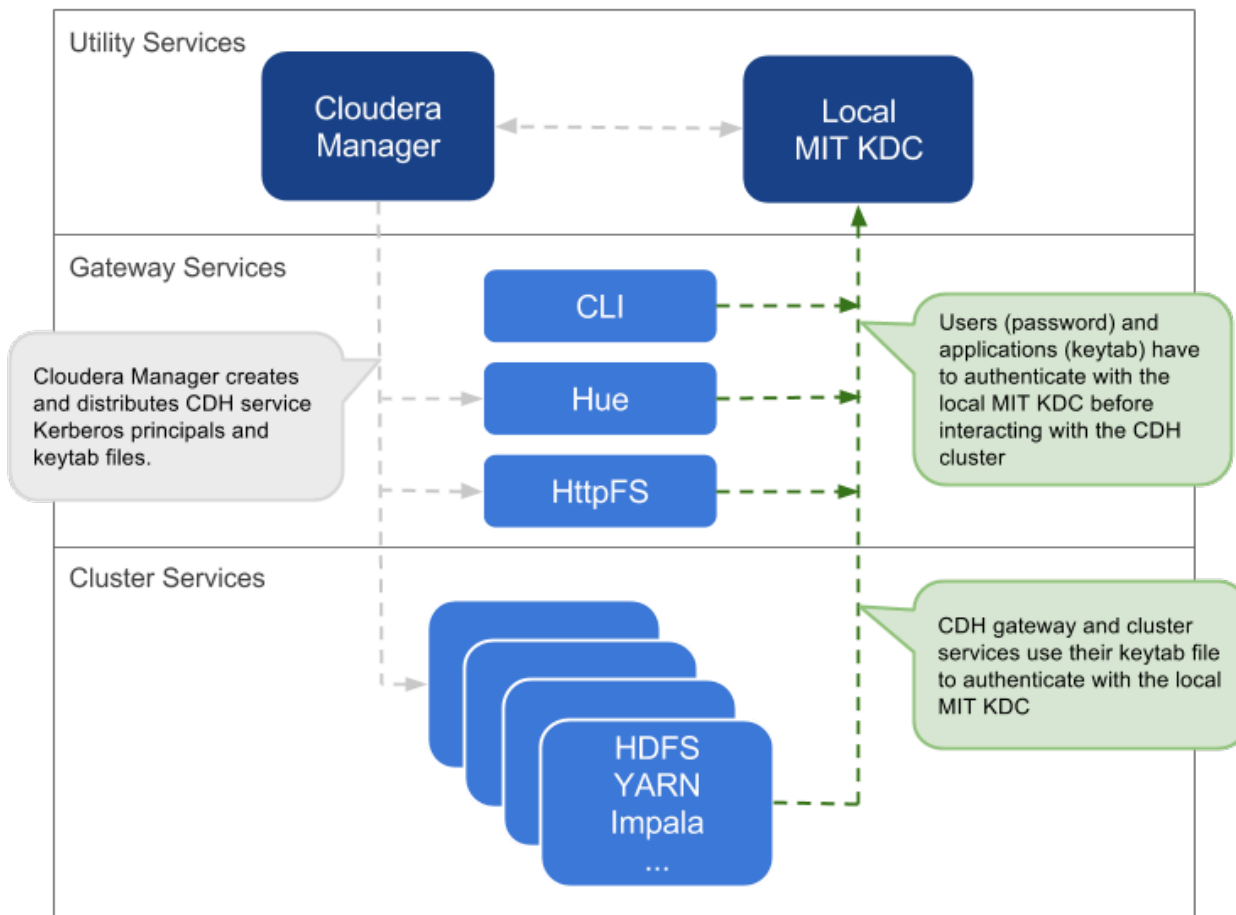 Utility Services
Cloudera
Manager
Local
MIT KDC
Gateway Services
CLI
Hue
HttpFS
Cloudera Manager creates
and distributes CDH service
Kerberos principals and
keytab files.
Users (password) and
applications (keytab) have
to authenticate with the
local MIT KDC before
interacting with the CDH
cluster
Cluster Services
HDFS
YARN
Impala
...
CDH gateway and cluster
services use their keytab file
to authenticate with the local
MIT KDC